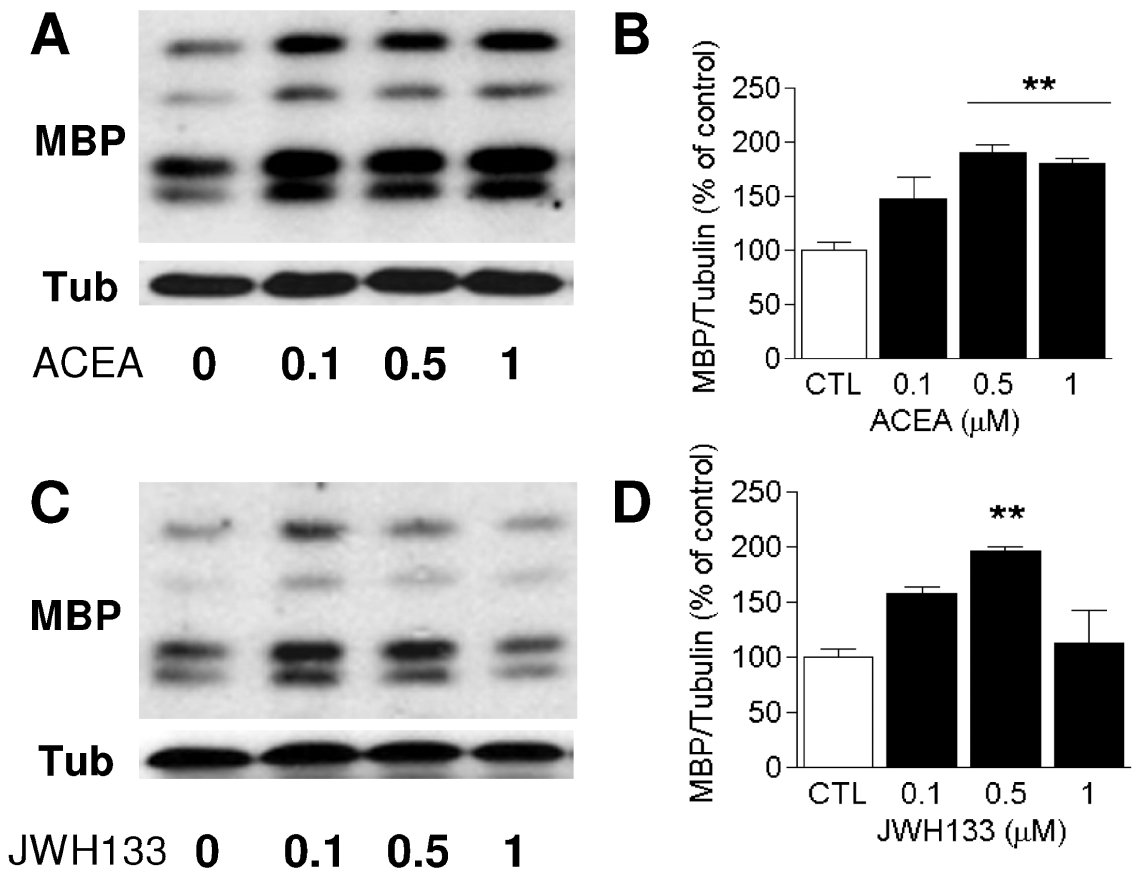 A
MBP
Tub
ACEA 0 0.1 0.5 1
B
MBP/Tubulin (% of control)
250
200
150
100
50
0
**
CTL 0.1 0.5 1
ACEA (μM)
C
MBP
Tub
JWH133 0 0.1 0.5 1
D
MBP/Tubulin (% of control)
250
200
150
100
50
0
**
CTL 0.1 0.5 1
JWH133 (μM)